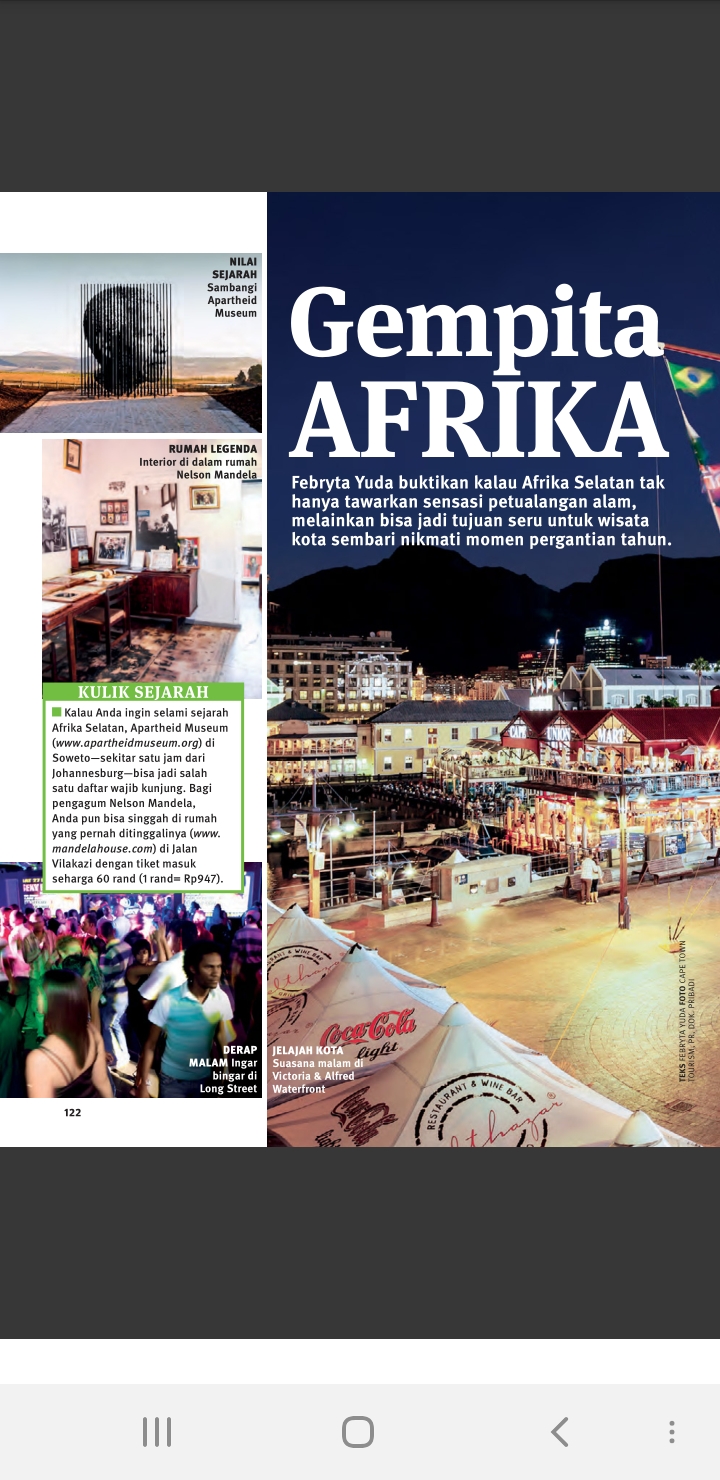 NILAI
SEJARAH
Sambangi
Apartheid
Museum
RUMAH LEGENDA
Interior di dalam rumah
Nelson Mandela
KULIK SEJARAH
Kalau Anda ingin selami sejarah
Afrika Selatan, Apartheid Museum
(www.apartheidmuseum.org) di
Soweto—sekitar satu jam dari
Johannesburg—bisa jadi salah
satu daftar wajib kunjung. Bagi
pengagum Nelson Mandela,
Anda pun bisa singgah di rumah
yang pernah ditinggalinya (www.
mandelahouse.com) di Jalan
Vilakazi dengan tiket masuk
seharga 60 rand (1 rand= Rp947).
DERAP
MALAM Ingar
bingar di
Long Street
122
Gempita
AFRIKA
Febryta Yuda buktikan kalau Afrika Selatan tak
hanya tawarkan sensasi petualangan alam,
melainkan bisa jadi tujuan seru untuk wisata
kota sembari nikmati momen pergantian tahun.
CAPE UNION MART
RESTAURANT & WINE BAR
Coca-Cola
light
JELAJAH KOTA
Suasana malam di
Victoria & Alfred
Waterfront
RESTAURANT & WINE BAR
TEKS FEBRYTA YUDA FOTO CAPE TOWN
TOURISM, PR, DOK. PRIBADI